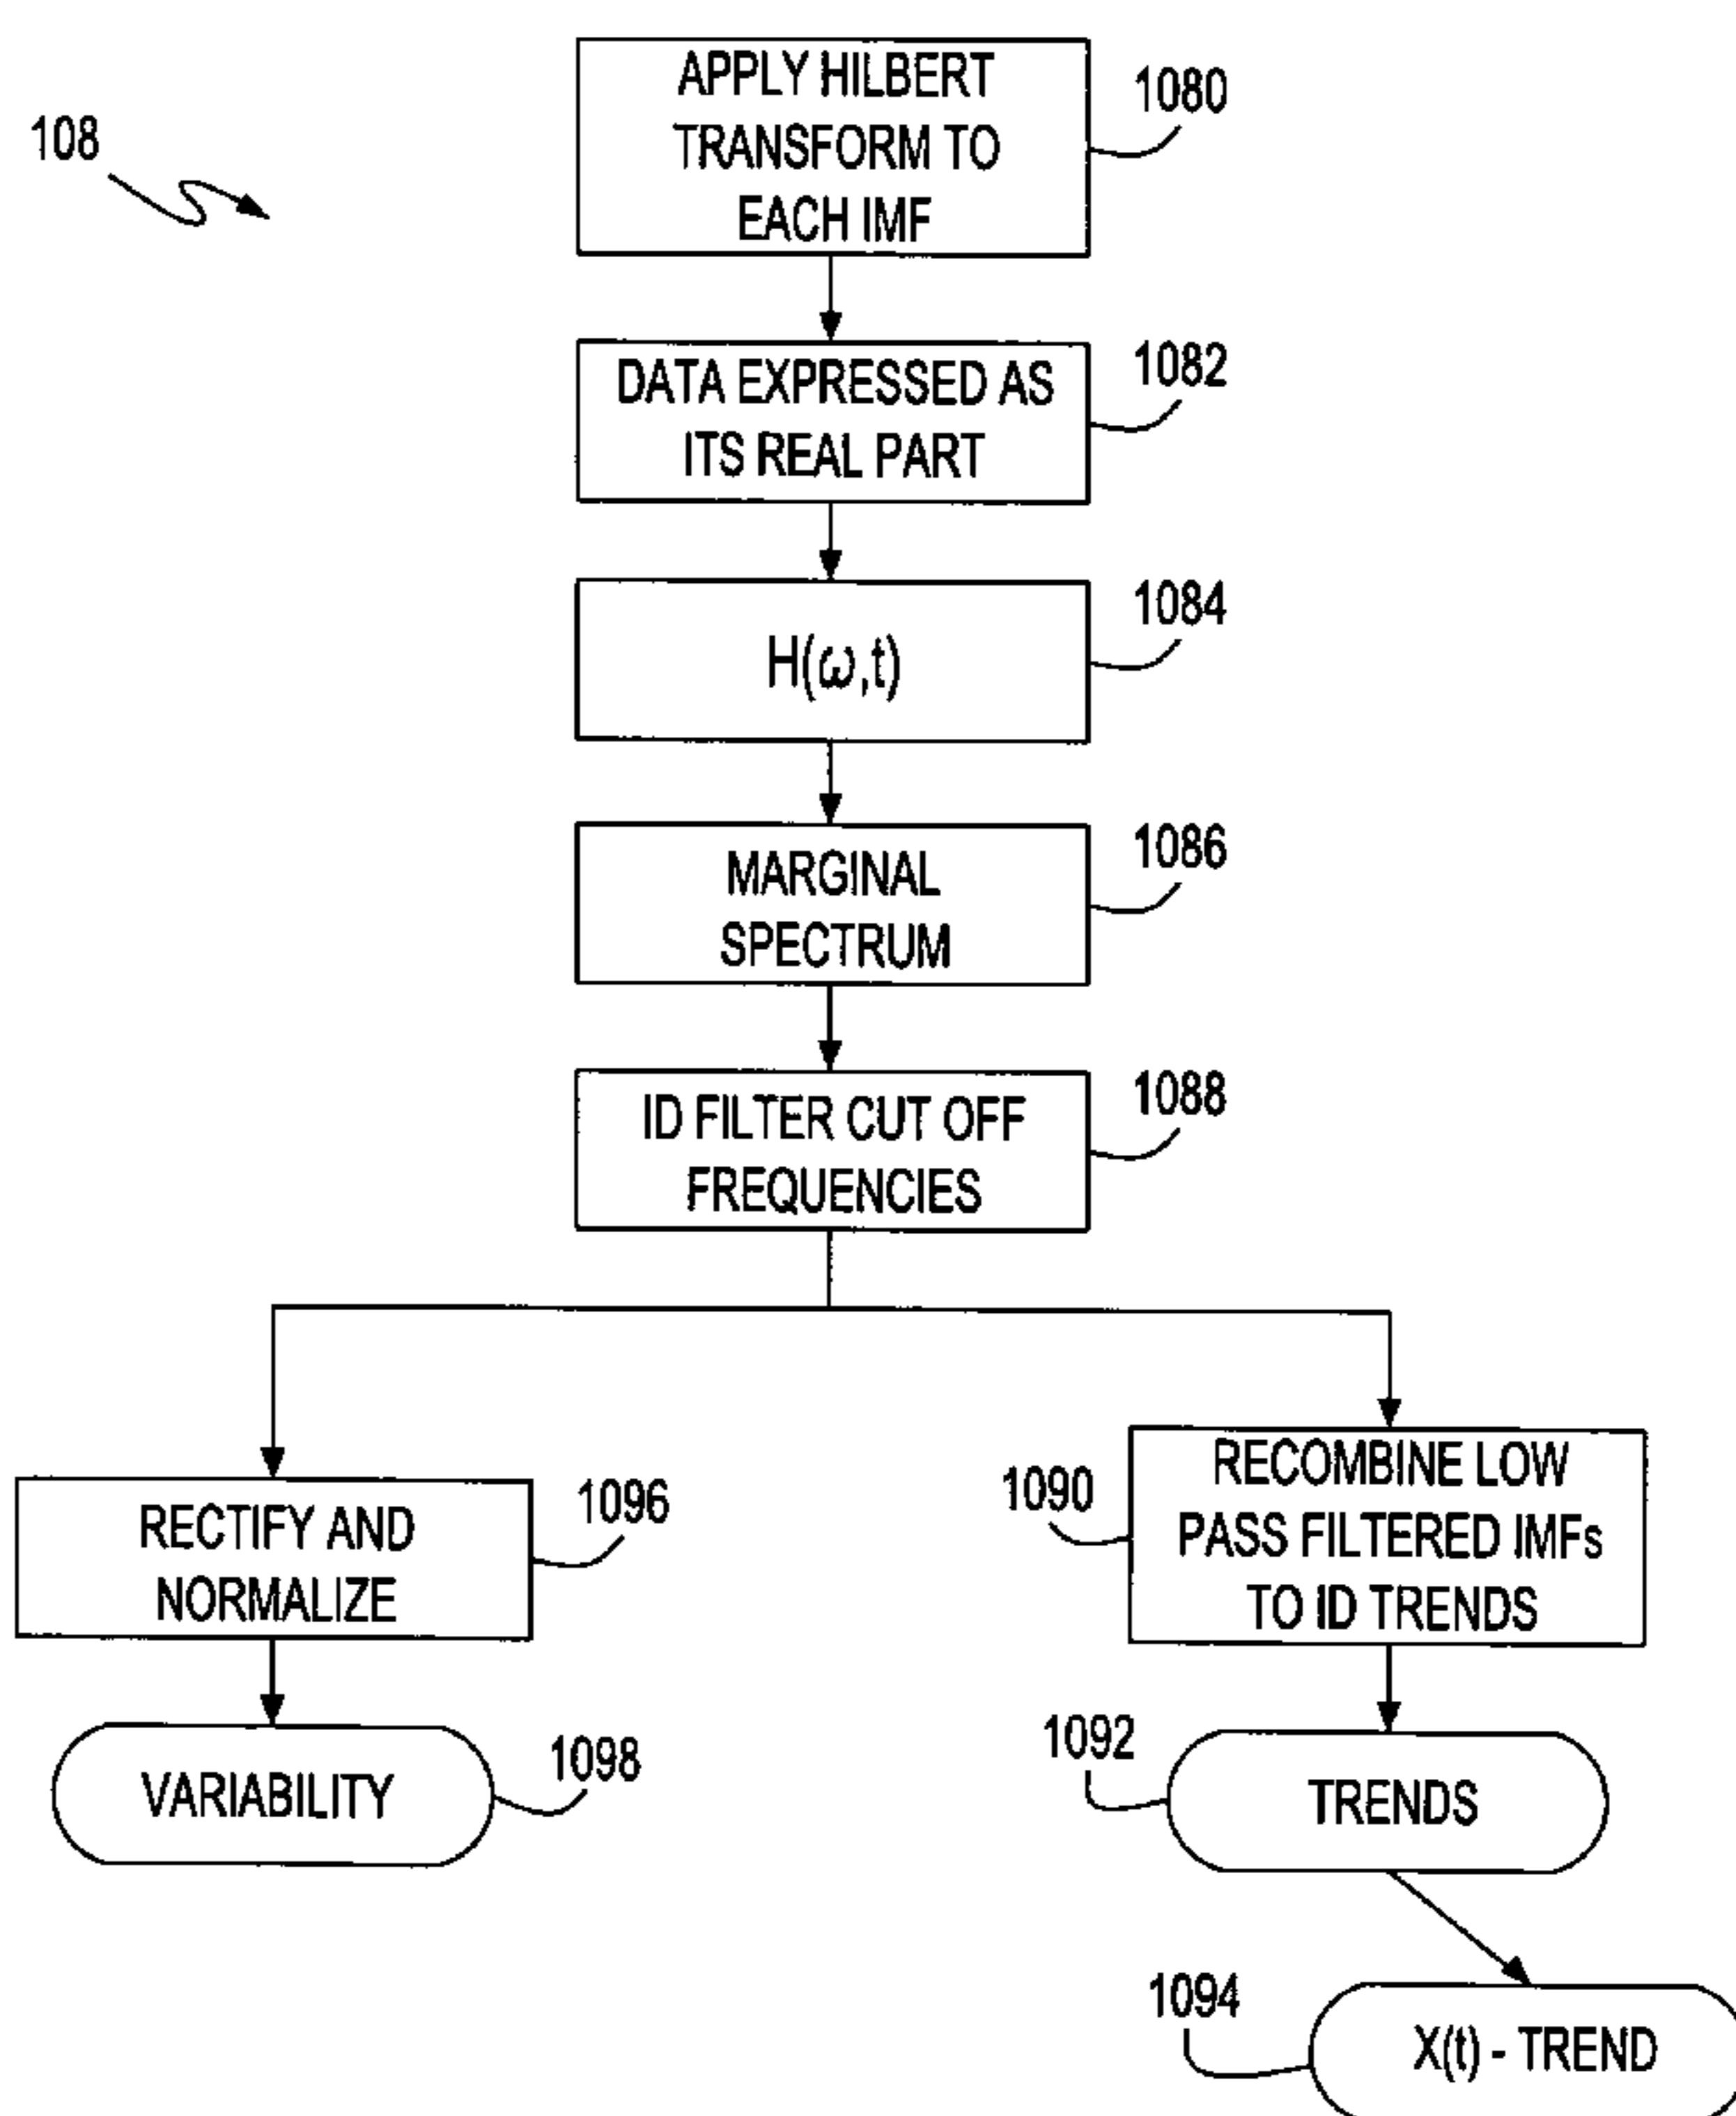 108
APPLY HILBERT
TRANSFORM TO
EACH IMF
1080
DATA EXPRESSED AS
ITS REAL PART
1082
H(ω,t)
1084
MARGINAL
SPECTRUM
1086
ID FILTER CUT OFF
FREQUENCIES
1088
RECTIFY AND
NORMALIZE
1096
VARIABILITY
1098
1090
RECOMBINE LOW
PASS FILTERED IMFs
TO ID TRENDS
1092
TRENDS
1094
X(t) - TREND